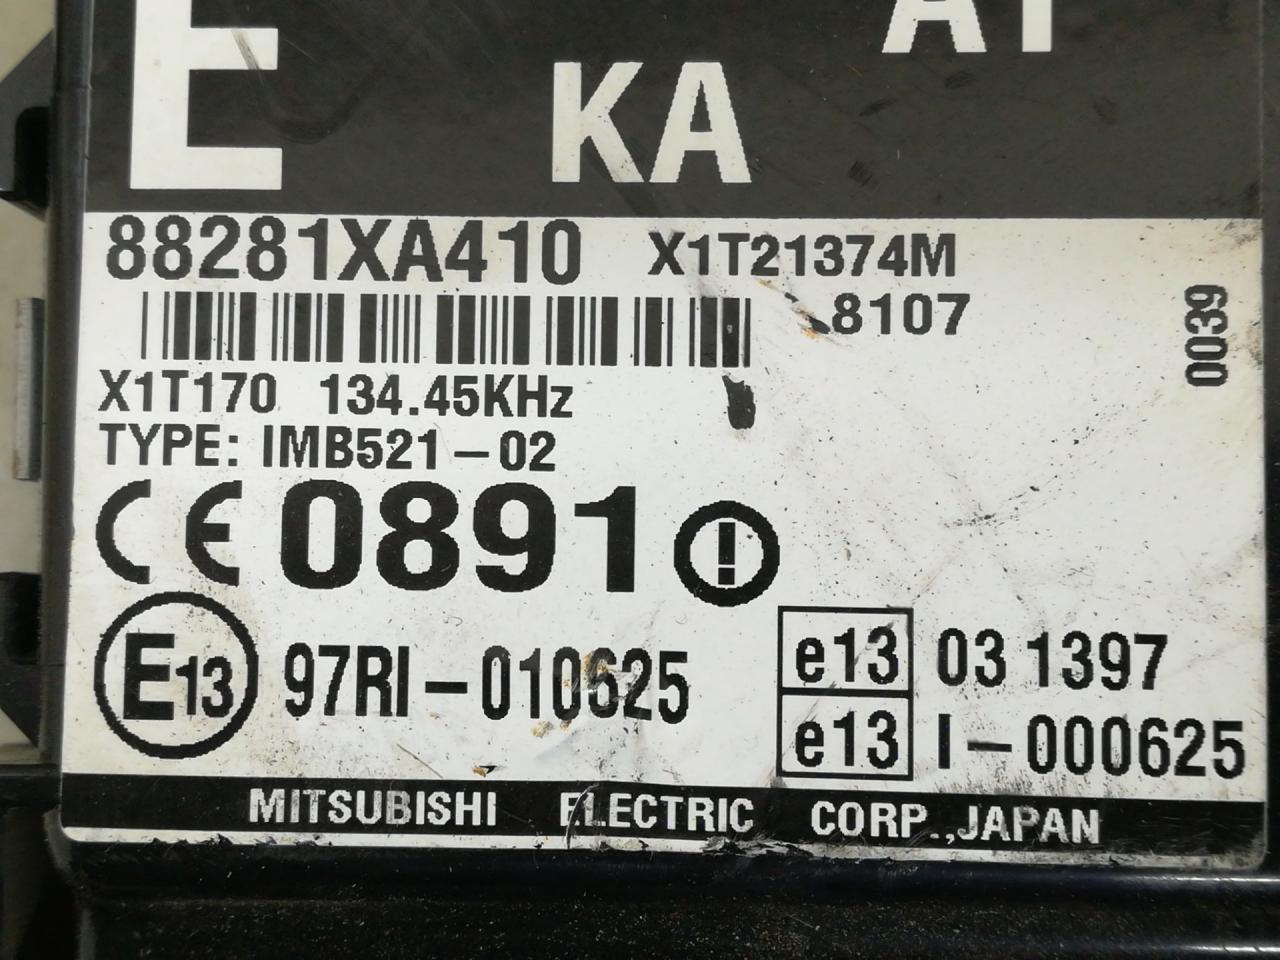 E
AT
KA
88281XA410 X1T21374M
8107
0039
X1T170 134.45KHz
TYPE: IMB521-02
CE 0891 !
E13 97RI-010625
e13 03 1397
e13 I-000625
MITSUBISHI ELECTRIC CORP.,JAPAN